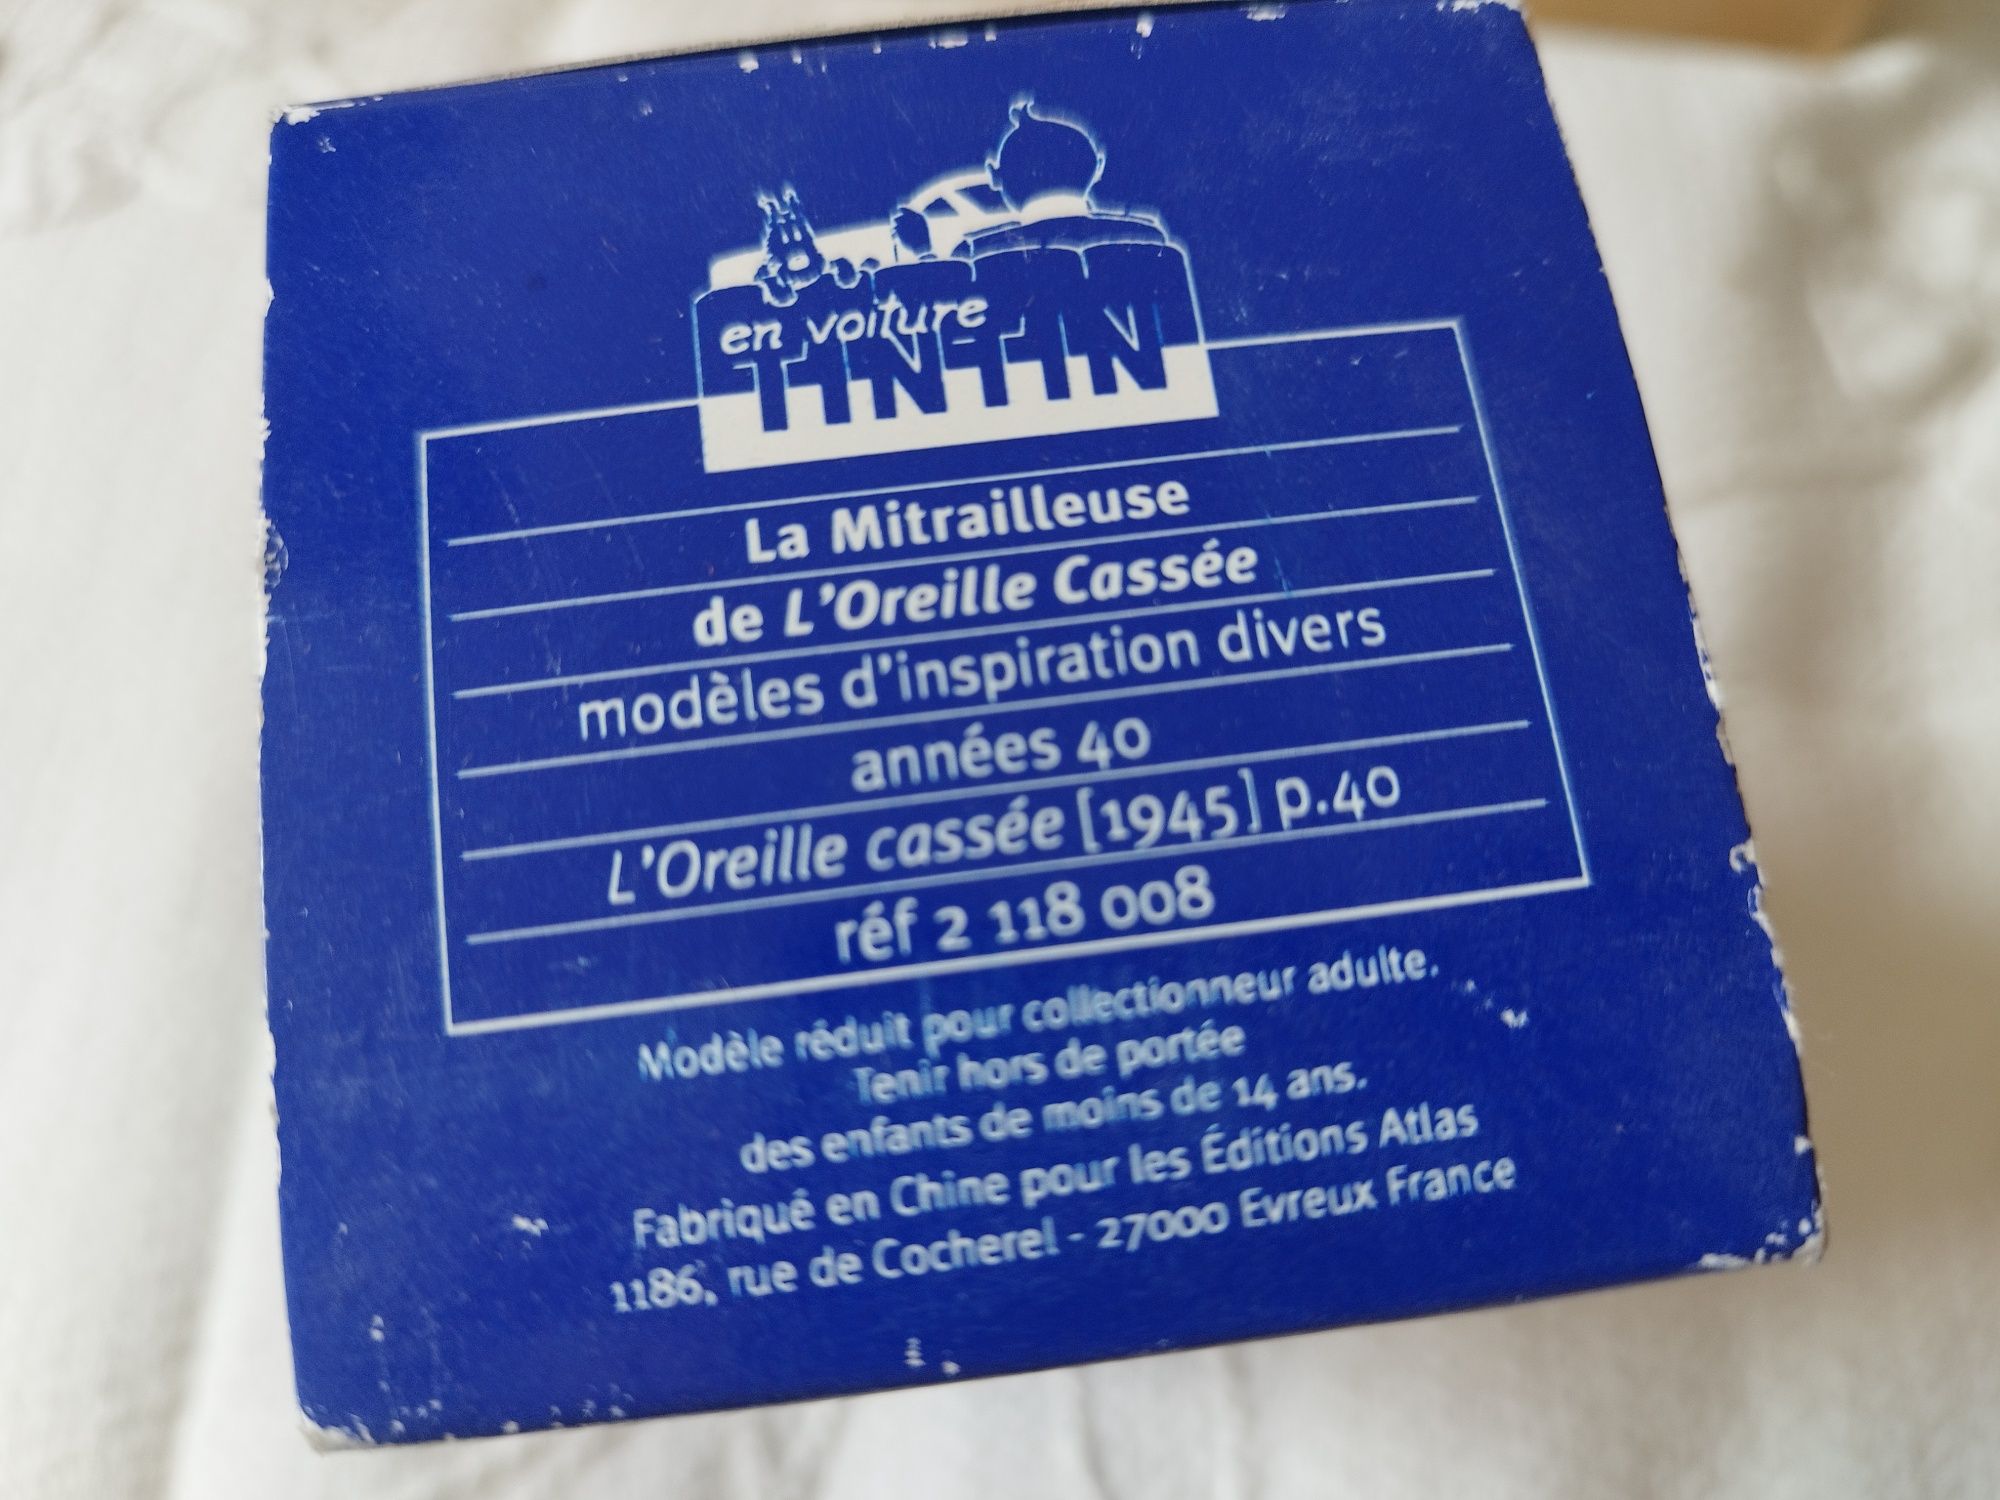 en voiture
TINTIN
La Mitrailleuse
de L'Oreille Cassée
modèles d'inspiration divers
années 40
L'Oreille cassée [1945] p.40
réf 2 118 008
Modèle réduit pour collectionneur adulte.
Tenir hors de portée
des enfants de moins de 14 ans.
Fabriqué en Chine pour les Éditions Atlas
1186, rue de Cocherel - 27000 Evreux France